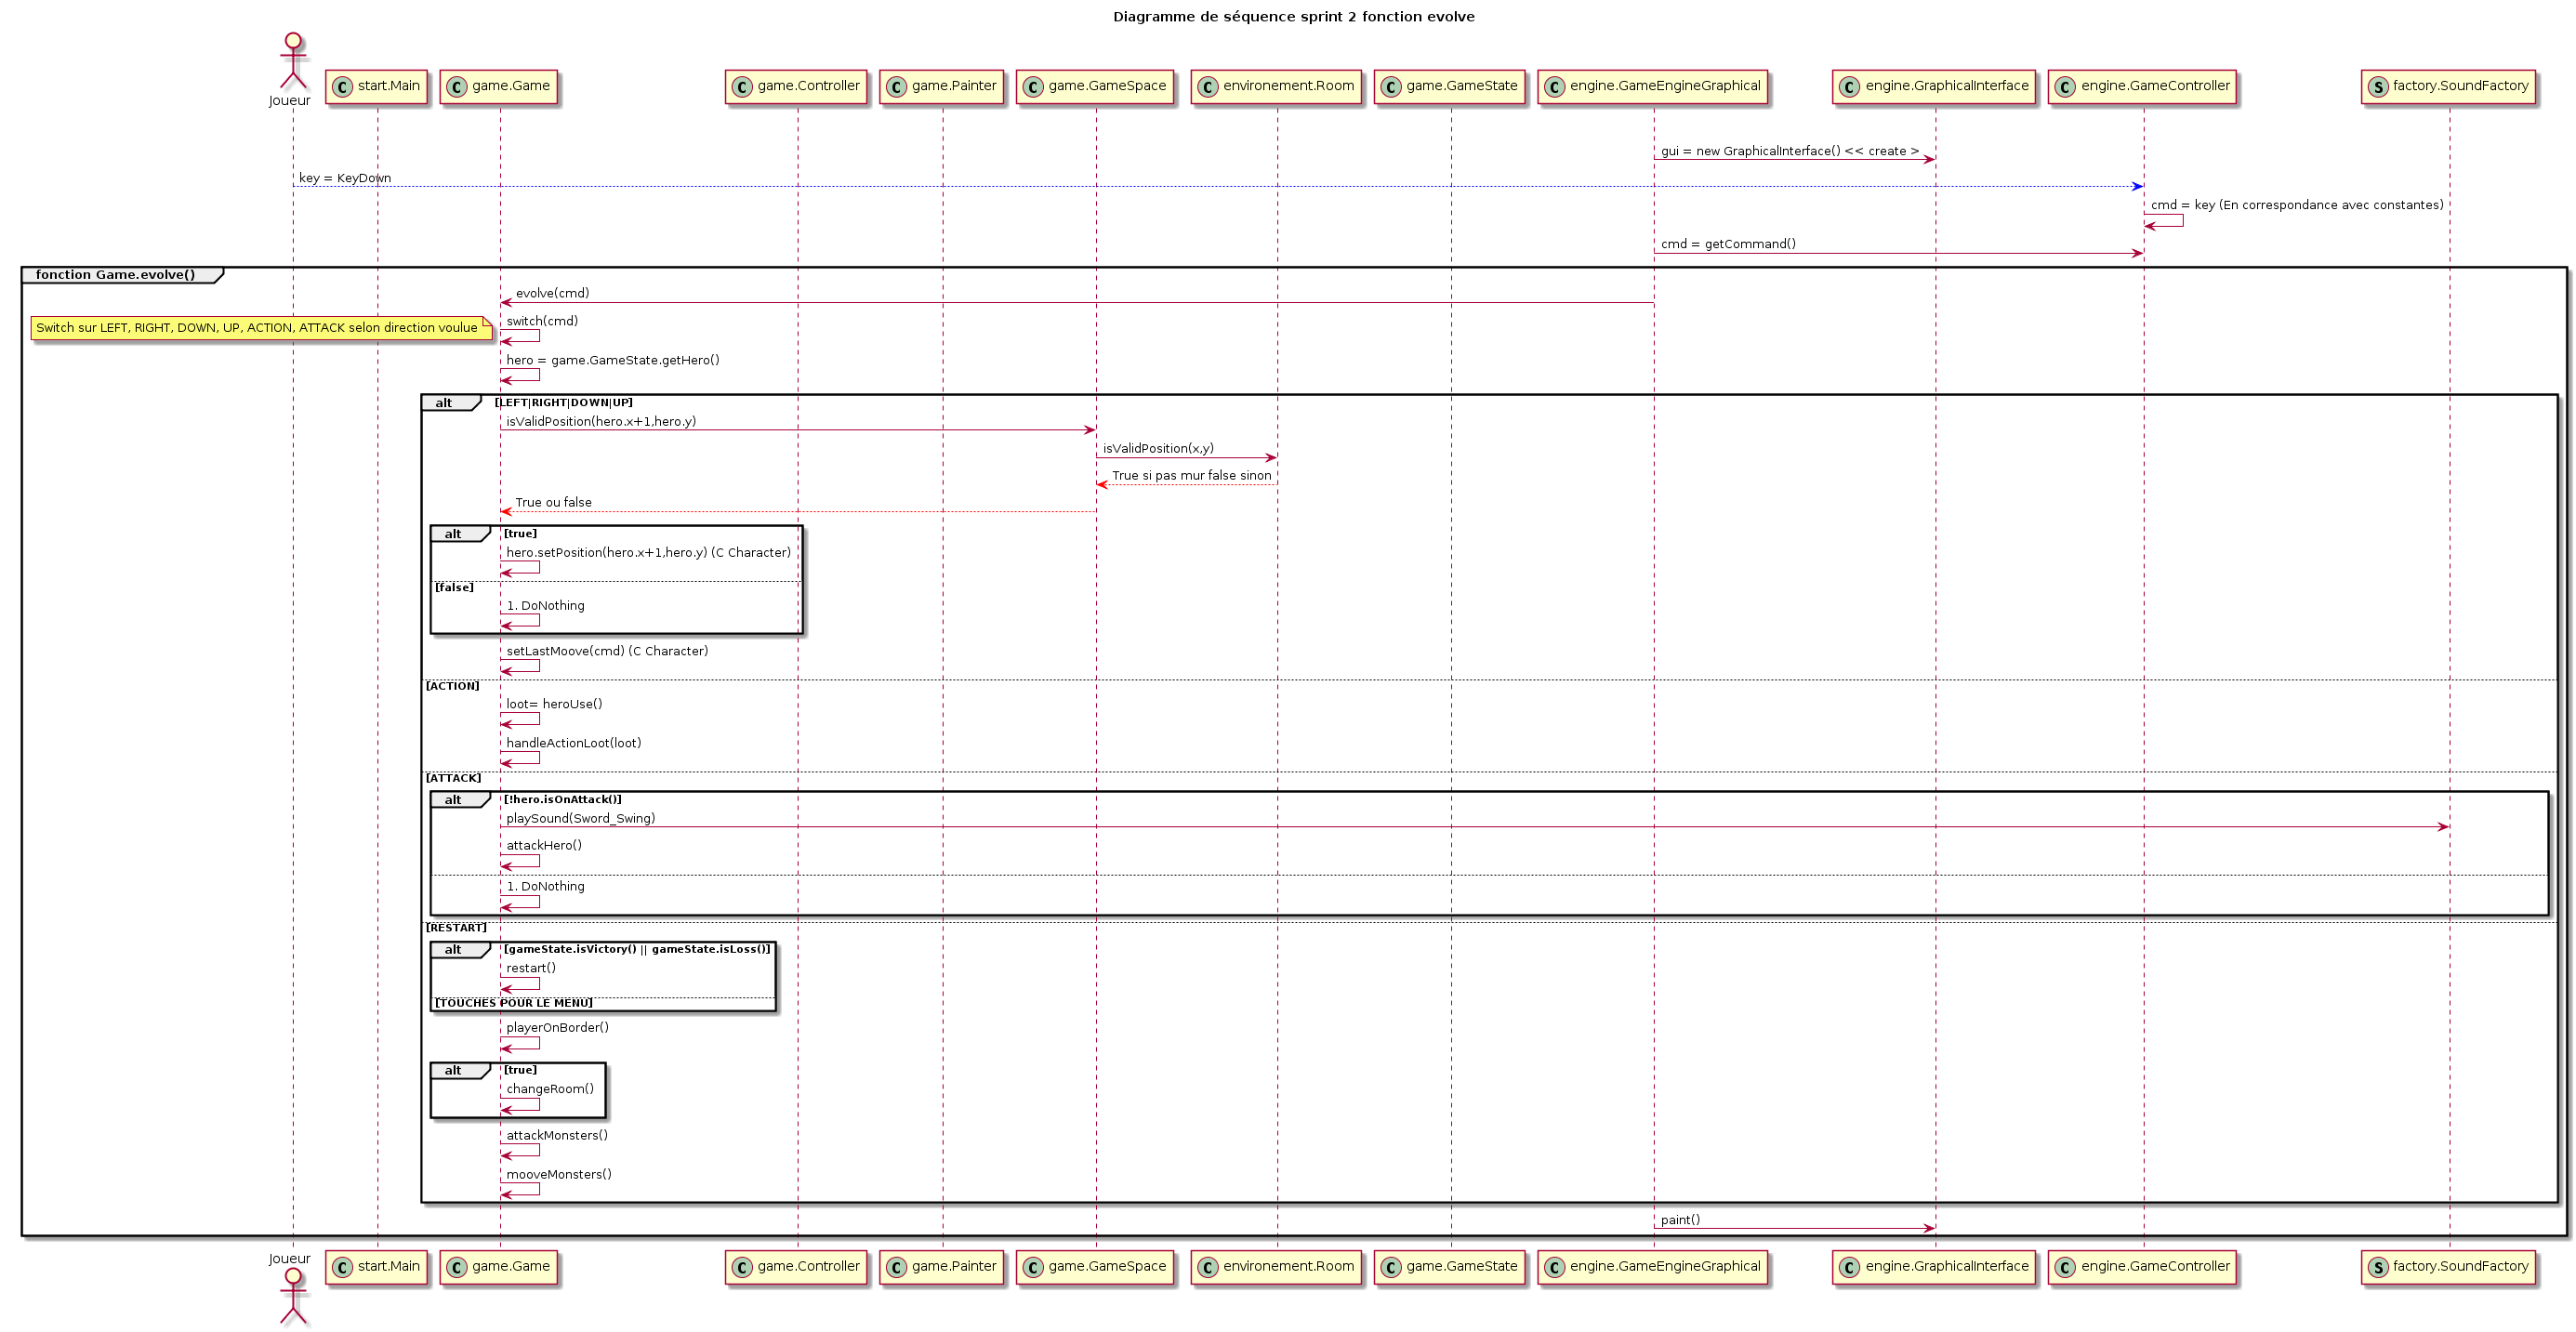 Diagramme de séquence sprint 2 fonction evolve
Joueur
C start.Main
C game.Game
C game.Controller
C game.Painter
C game.GameSpace
C environement.Room
C game.GameState
C engine.GameEngineGraphical
C engine.GraphicalInterface
C engine.GameController
S factory.SoundFactory
gui = new GraphicalInterface() << create >
key = KeyDown
cmd = key (En correspondance avec constantes)
cmd = getCommand()
fonction Game.evolve()
evolve(cmd)
Switch sur LEFT, RIGHT, DOWN, UP, ACTION, ATTACK selon direction voulue
switch(cmd)
hero = game.GameState.getHero()
alt [LEFT|RIGHT|DOWN|UP]
isValidPosition(hero.x+1,hero.y)
isValidPosition(x,y)
True si pas mur false sinon
True ou false
alt [true]
hero.setPosition(hero.x+1,hero.y) (C Character)
[false]
1. DoNothing
setLastMoove(cmd) (C Character)
[ACTION]
loot= heroUse()
handleActionLoot(loot)
[ATTACK]
alt [!hero.isOnAttack()]
playSound(Sword_Swing)
attackHero()
1. DoNothing
[RESTART]
alt [gameState.isVictory() || gameState.isLoss()]
restart()
[TOUCHES POUR LE MENU]
playerOnBorder()
alt [true]
changeRoom()
attackMonsters()
mooveMonsters()
paint()
Joueur
C start.Main
C game.Game
C game.Controller
C game.Painter
C game.GameSpace
C environement.Room
C game.GameState
C engine.GameEngineGraphical
C engine.GraphicalInterface
C engine.GameController
S factory.SoundFactory